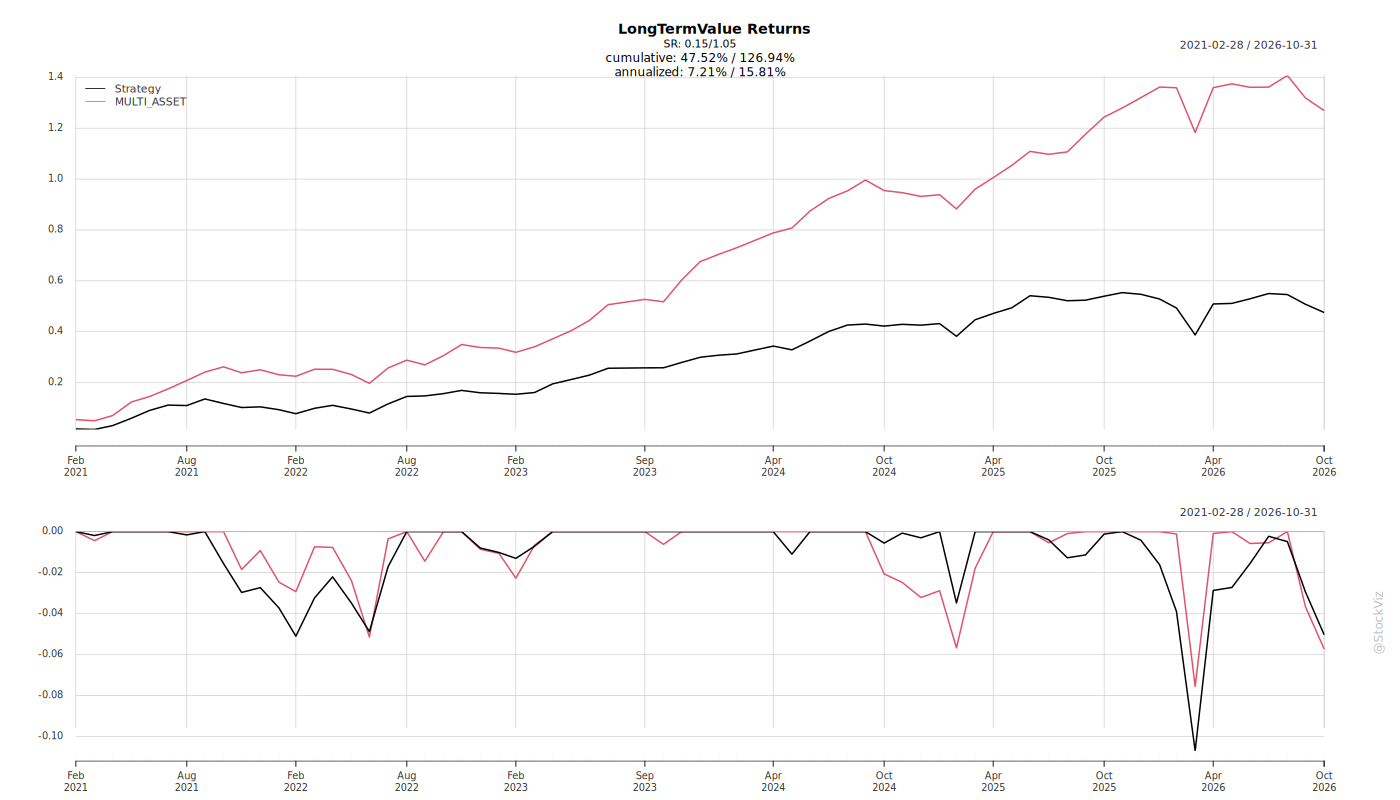 LongTermValue Returns
SR: 0.15/1.05
cumulative: 47.52% / 126.94%
annualized: 7.21% / 15.81%
2021-02-28 / 2026-10-31
Strategy
MULTI_ASSET
1.4
1.2
1.0
0.8
0.6
0.4
0.2
Feb Aug Feb Aug Feb Sep Apr Oct Apr Oct Apr Oct
2021 2021 2022 2022 2023 2023 2024 2024 2025 2025 2026 2026
2021-02-28 / 2026-10-31
0.00
-0.02
-0.04
-0.06
-0.08
-0.10
Feb Aug Feb Aug Feb Sep Apr Oct Apr Oct Apr Oct
2021 2021 2022 2022 2023 2023 2024 2024 2025 2025 2026 2026
@StockViz